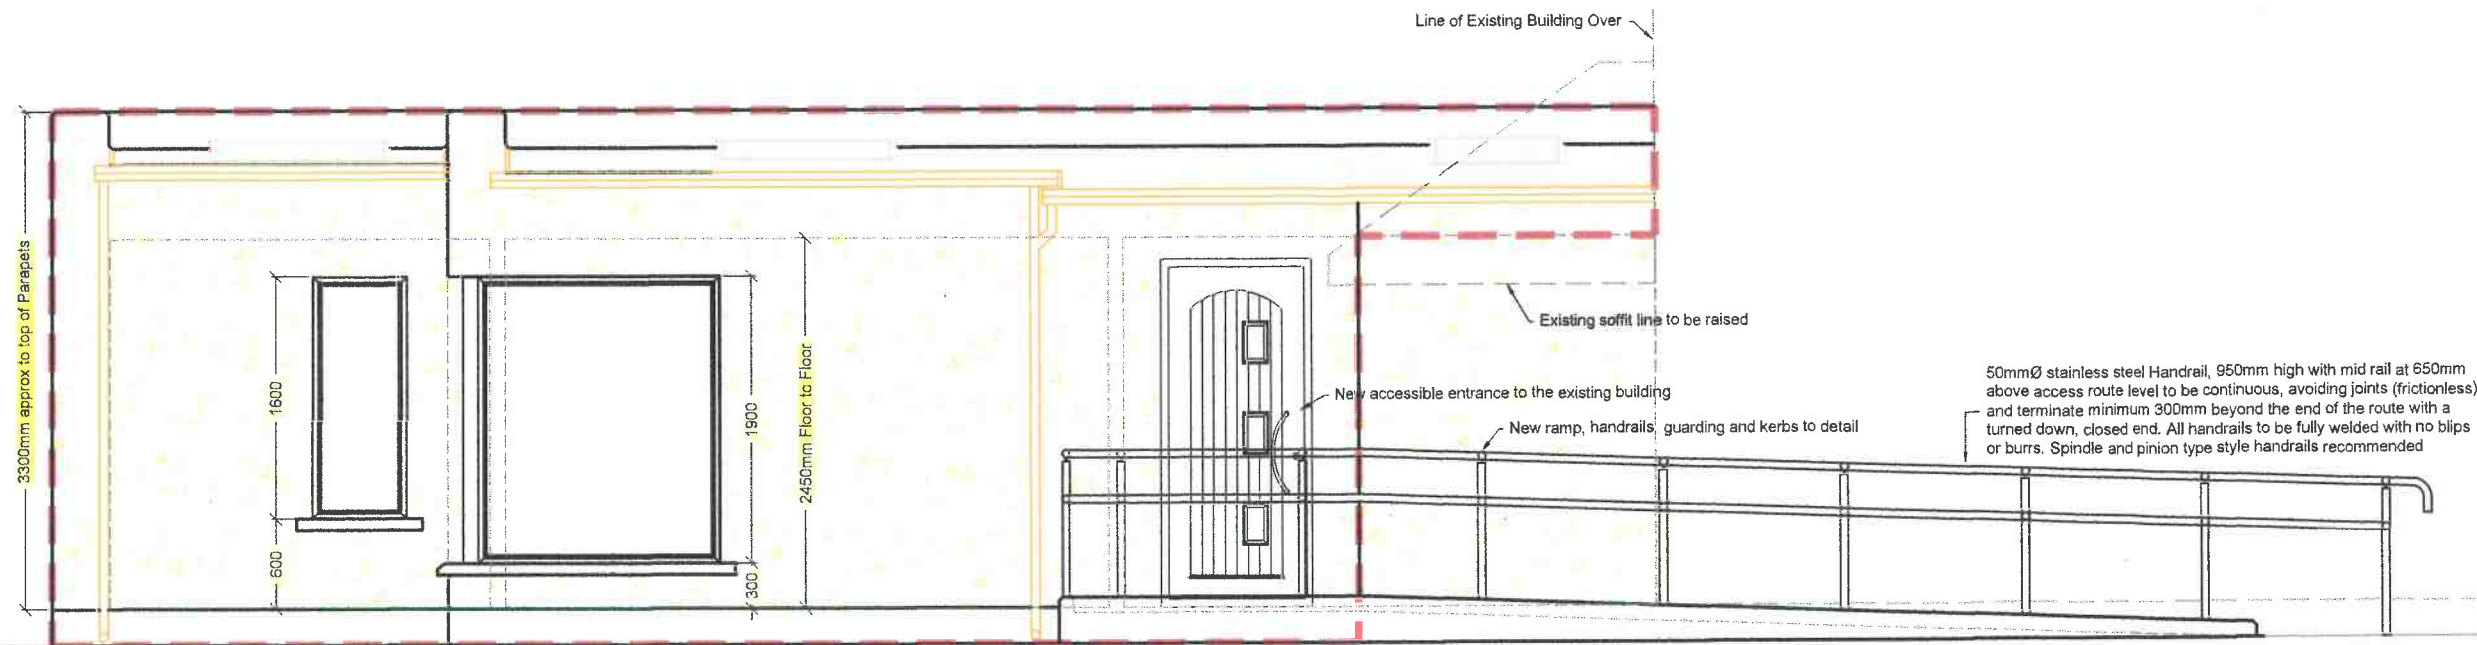 Line of Existing Building Over
3300mm approx to top of Parapets
1600
600
1900
300
2450mm Floor to Floor
Existing soffit line to be raised
New accessible entrance to the existing building
New ramp, handrails, guarding and kerbs to detail
50mmØ stainless steel Handrail, 950mm high with mid rail at 650mm
above access route level to be continuous, avoiding joints (frictionless)
and terminate minimum 300mm beyond the end of the route with a
turned down, closed end. All handrails to be fully welded with no blips
or burrs. Spindle and pinion type style handrails recommended